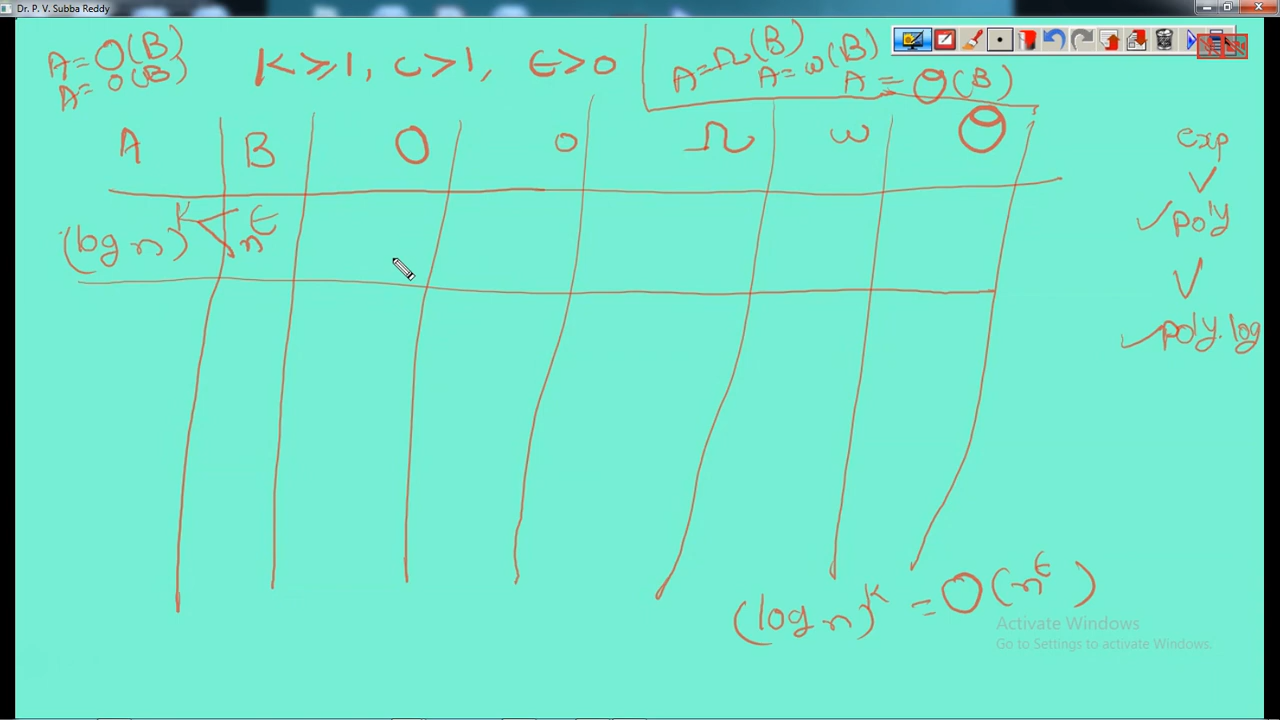 Dr. P. V. Subba Reddy
A = O(B)
A = o(B)
K ≥ 1, c > 1, ϵ > 0
A = Ω(B)
A = ω(B)
A = Θ(B)
A B O o Ω ω Θ
(log n)^K < n^ϵ
exp
∨
✓ poly
∨
✓ poly.log
(log n)^K = O(n^ϵ)
Activate Windows
Go to Settings to activate Windows.